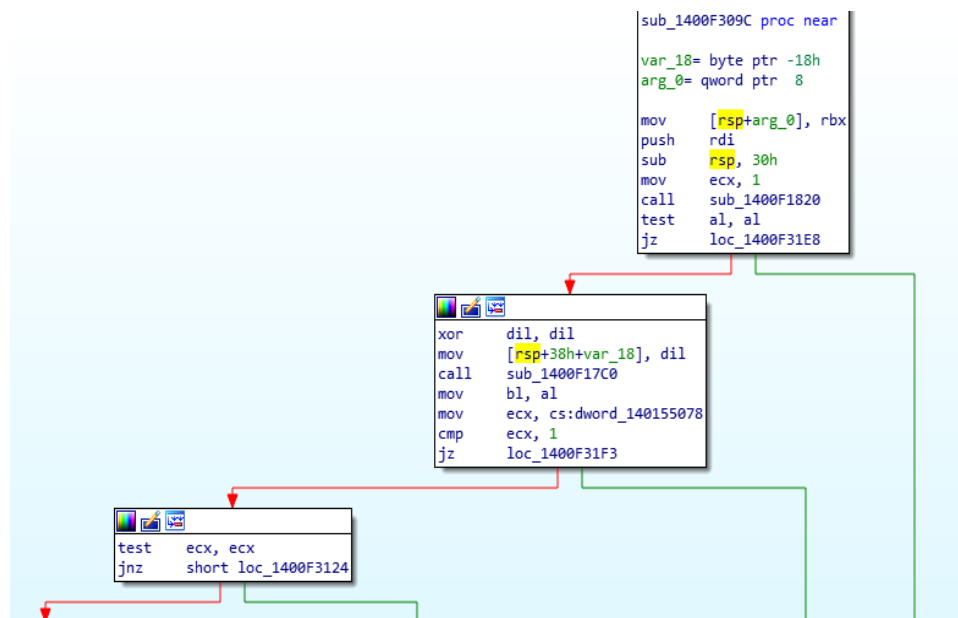 sub_1400F309C proc near
var_18= byte ptr -18h
arg_0= qword ptr  8
mov     [rsp+arg_0], rbx
push    rdi
sub     rsp, 30h
mov     ecx, 1
call    sub_1400F1820
test    al, al
jz      loc_1400F31E8
xor     dil, dil
mov     [rsp+38h+var_18], dil
call    sub_1400F17C0
mov     bl, al
mov     ecx, cs:dword_140155078
cmp     ecx, 1
jz      loc_1400F31F3
test    ecx, ecx
jnz     short loc_1400F3124